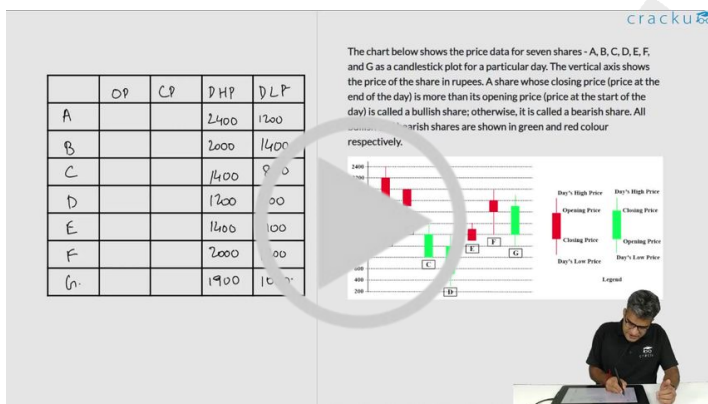 cracku
The chart below shows the price data for seven shares - A, B, C, D, E, F,
and G as a candlestick plot for a particular day. The vertical axis shows
the price of the share in rupees. A share whose closing price (price at the
end of the day) is more than its opening price (price at the start of the
day) is called a bullish share; otherwise, it is called a bearish share. All
bearish shares are shown in green and red colour
respectively.
OP CP DHP DLP
A 2400 1200
B 2000 1400
C 1400
D 1200
E 1400
F 2000
G. 1900
2400
400
200
C
D
E
F
G
Day's High Price Day's High Price
Opening Price Closing Price
Closing Price Opening Price
Day's Low Price Day's Low Price
Legend